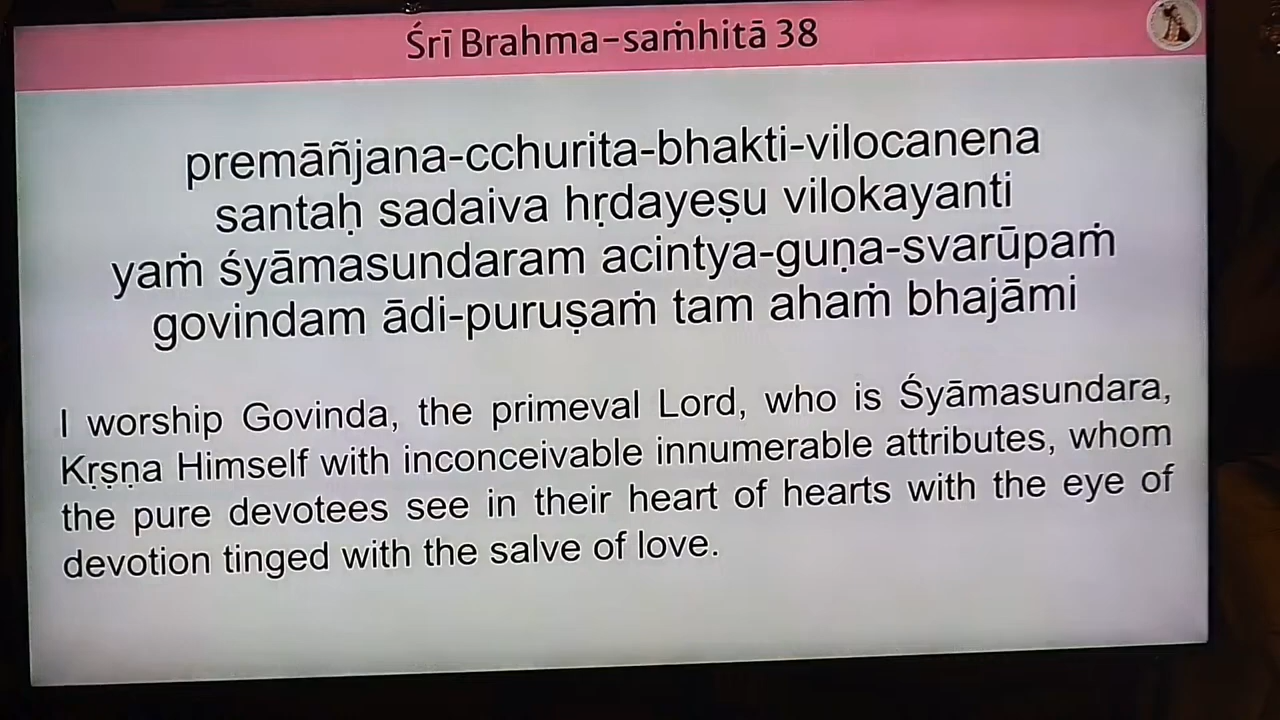 Śrī Brahma-saṁhitā 38
premāñjana-cchurita-bhakti-vilocanena
santaḥ sadaiva hṛdayeṣu vilokayanti
yaṁ śyāmasundaram acintya-guṇa-svarūpaṁ
govindam ādi-puruṣaṁ tam ahaṁ bhajāmi
I worship Govinda, the primeval Lord, who is Śyāmasundara,
Kṛṣṇa Himself with inconceivable innumerable attributes, whom
the pure devotees see in their heart of hearts with the eye of
devotion tinged with the salve of love.